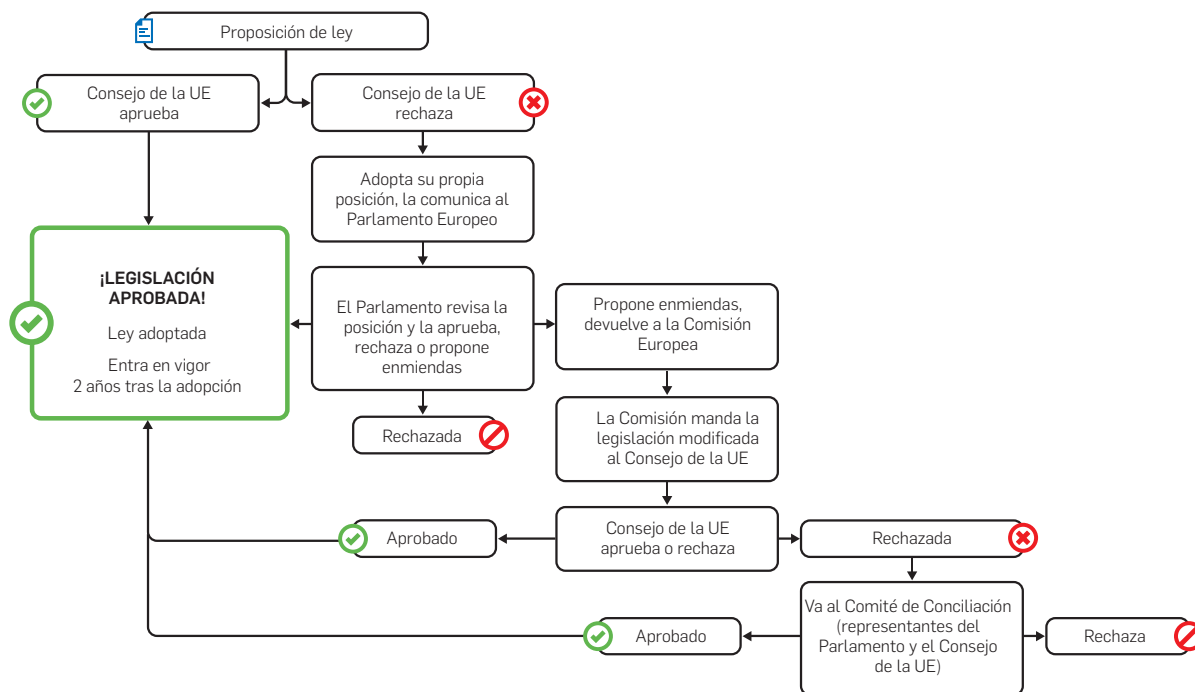 Proposición de ley
Consejo de la UE
aprueba
Consejo de la UE
rechaza
Adopta su propia
posición, la comunica al
Parlamento Europeo
¡LEGISLACIÓN
APROBADA!
Ley adoptada
Entra en vigor
2 años tras la adopción
El Parlamento revisa la
posición y la aprueba,
rechaza o propone
enmiendas
Propone enmiendas,
devuelve a la Comisión
Europea
Rechazada
La Comisión manda la
legislación modificada
al Consejo de la UE
Consejo de la UE
aprueba o rechaza
Aprobado
Rechazada
Va al Comité de Conciliación
(representantes del
Parlamento y el Consejo
de la UE)
Aprobado
Rechaza